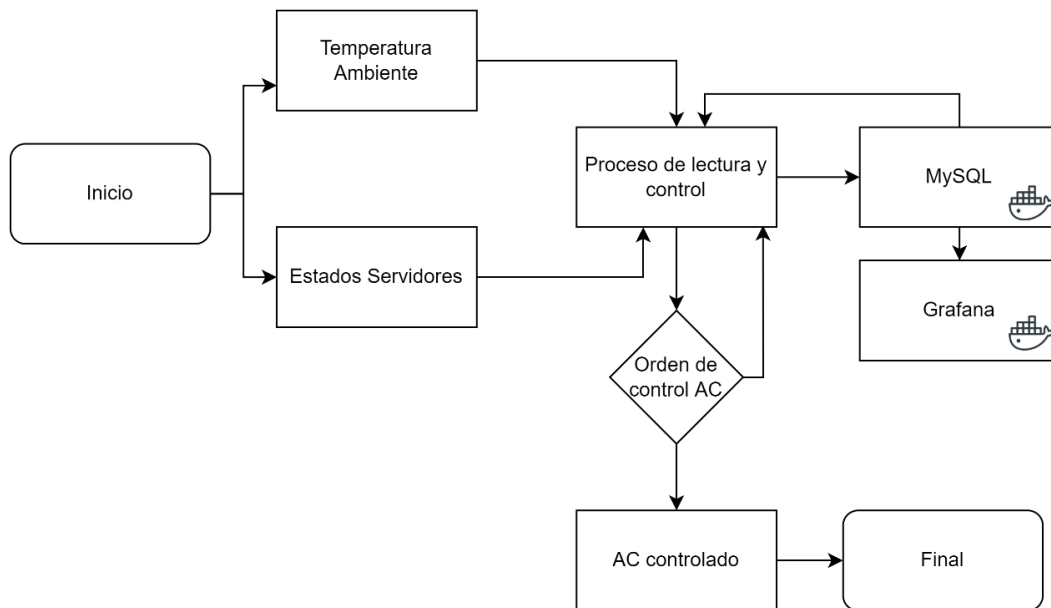 Temperatura
Ambiente
Inicio
Proceso de lectura y
control
MySQL
Estados Servidores
Grafana
Orden de
control AC
AC controlado
Final